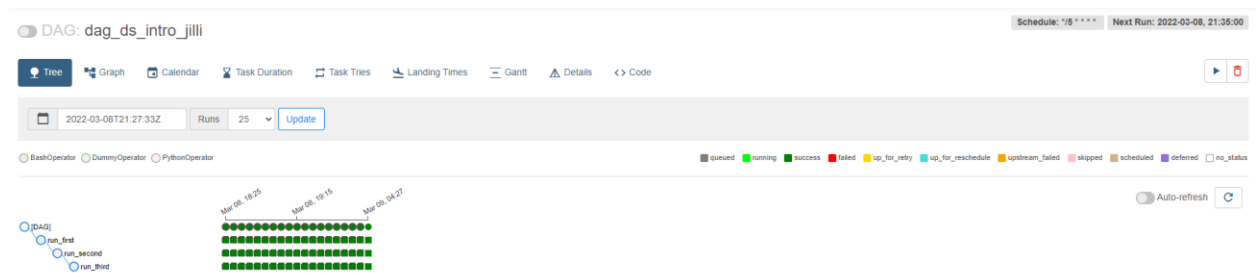 DAG: dag_ds_intro_jilli
Schedule: */5 * * * *
Next Run: 2022-03-08, 21:35:00
Tree Graph Calendar Task Duration Task Tries Landing Times Gantt Details <> Code
2022-03-08T21:27:33Z Runs 25 Update
BashOperator DummyOperator PythonOperator
queued running success failed up_for_retry up_for_reschedule upstream_failed skipped scheduled deferred no_status
Auto-refresh
Mar 08, 18:25
Mar 08, 19:15
Mar 09, 04:27
[DAG]
run_first
run_second
run_third